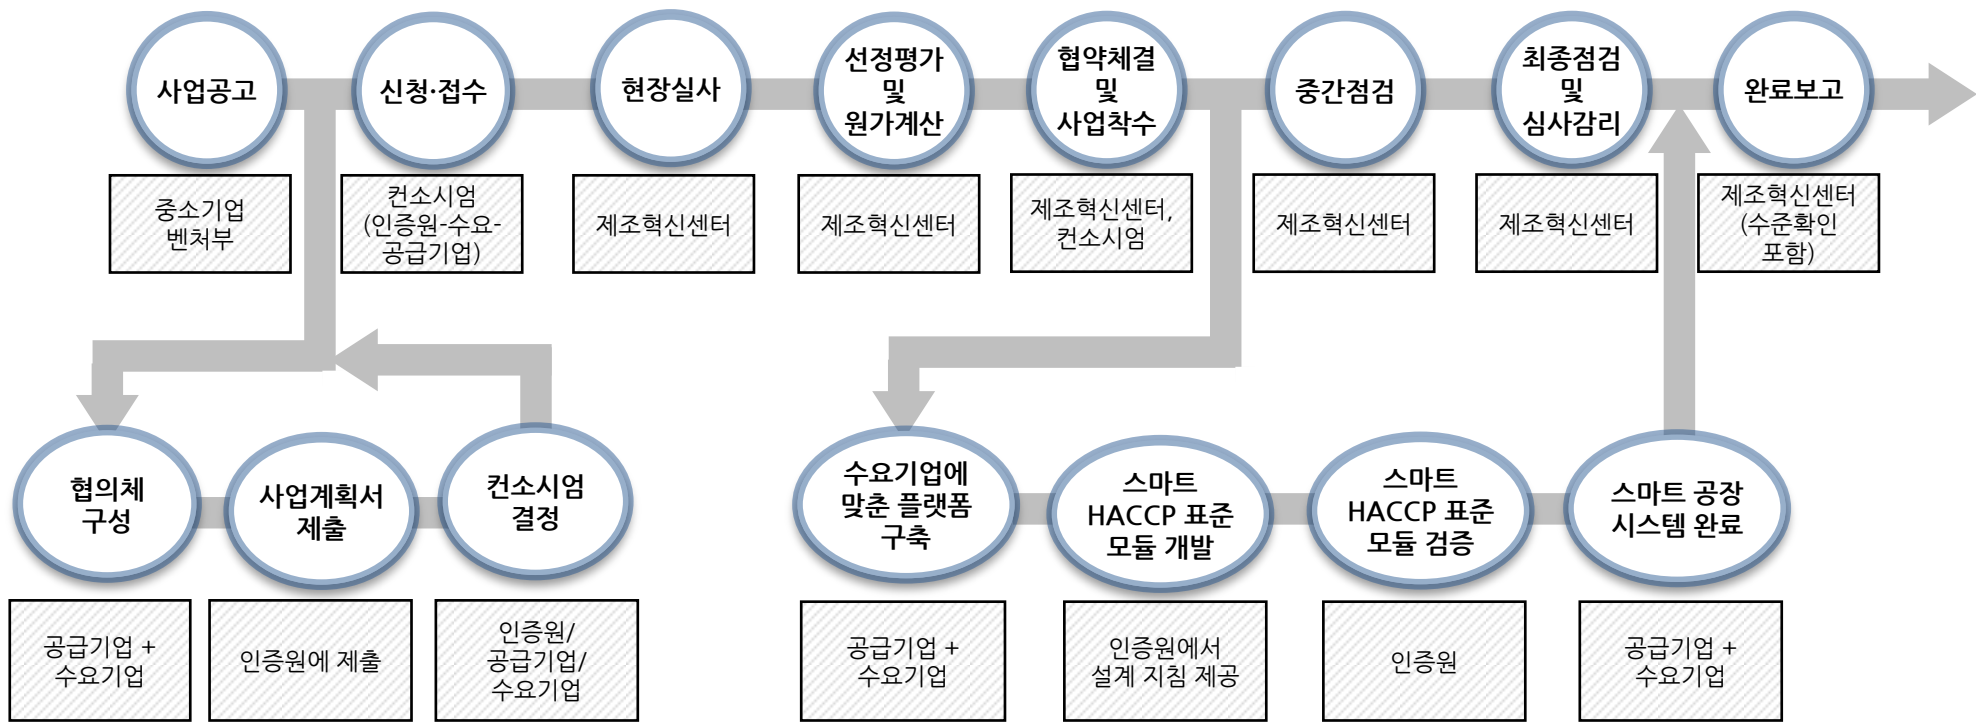 사업공고
신청·접수
현장실사
선정평가
및
원가계산
협약체결
및
사업착수
중간점검
최종점검
및
심사감리
완료보고
중소기업
벤처부
컨소시엄
(인증원-수요-
공급기업)
제조혁신센터
제조혁신센터
제조혁신센터,
컨소시엄
제조혁신센터
제조혁신센터
제조혁신센터
(수준확인
포함)
협의체
구성
사업계획서
제출
컨소시엄
결정
수요기업에
맞춘 플랫폼
구축
스마트
HACCP 표준
모듈 개발
스마트
HACCP 표준
모듈 검증
스마트 공장
시스템 완료
공급기업 +
수요기업
인증원에 제출
인증원/
공급기업/
수요기업
공급기업 +
수요기업
인증원에서
설계 지침 제공
인증원
공급기업 +
수요기업